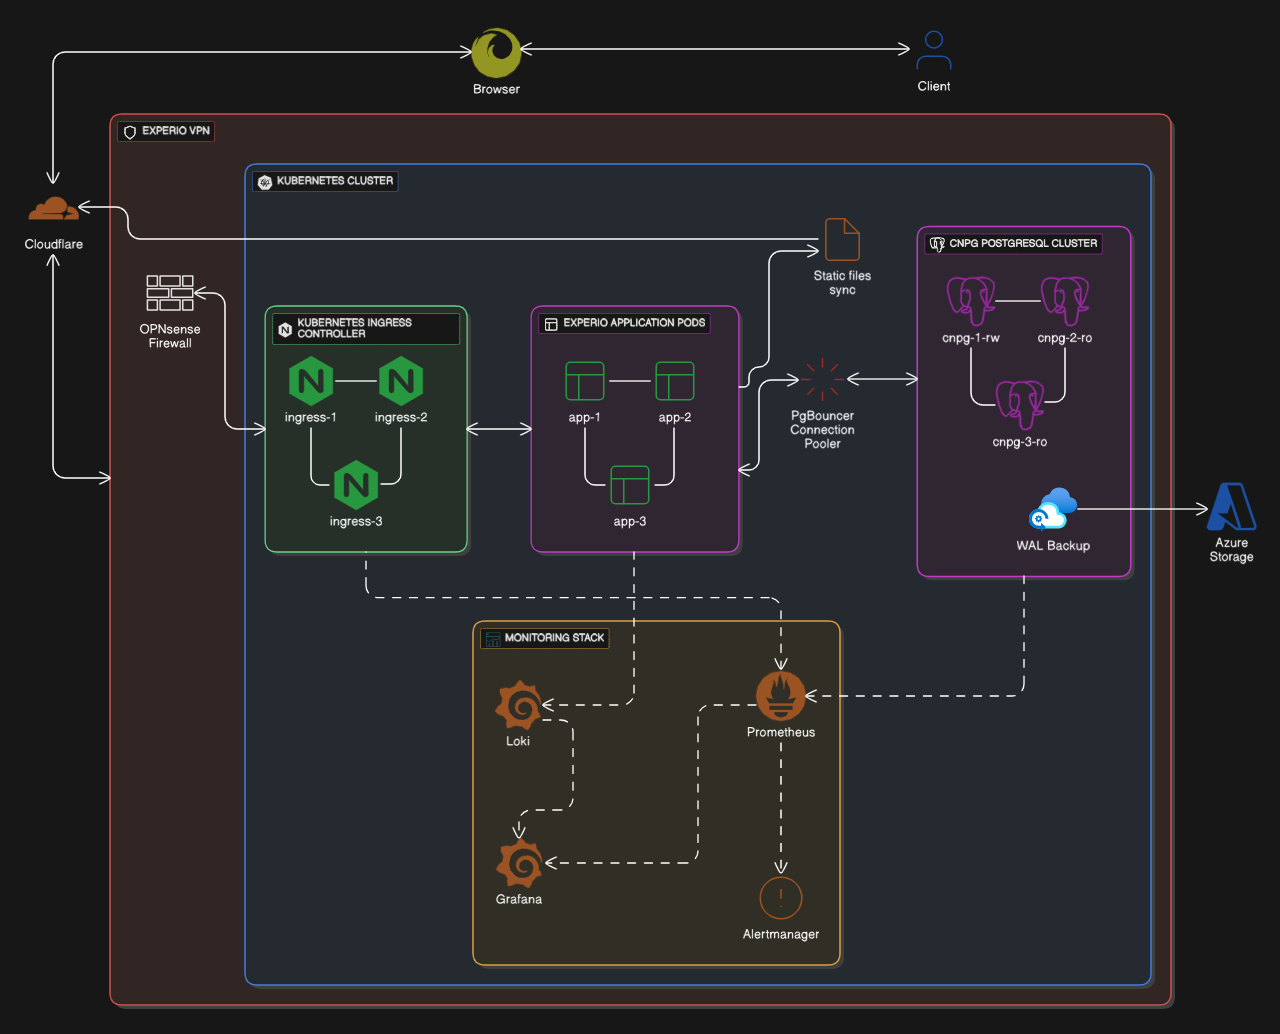 Browser
Client
EXPERIO VPN
KUBERNETES CLUSTER
Cloudflare
OPNsense
Firewall
KUBERNETES INGRESS
CONTROLLER
ingress-1
ingress-2
ingress-3
EXPERIO APPLICATION PODS
app-1
app-2
app-3
Static files
sync
PgBouncer
Connection
Pooler
CNPG POSTGRESQL CLUSTER
cnpg-1-rw
cnpg-2-ro
cnpg-3-ro
WAL Backup
Azure
Storage
MONITORING STACK
Loki
Prometheus
Grafana
Alertmanager